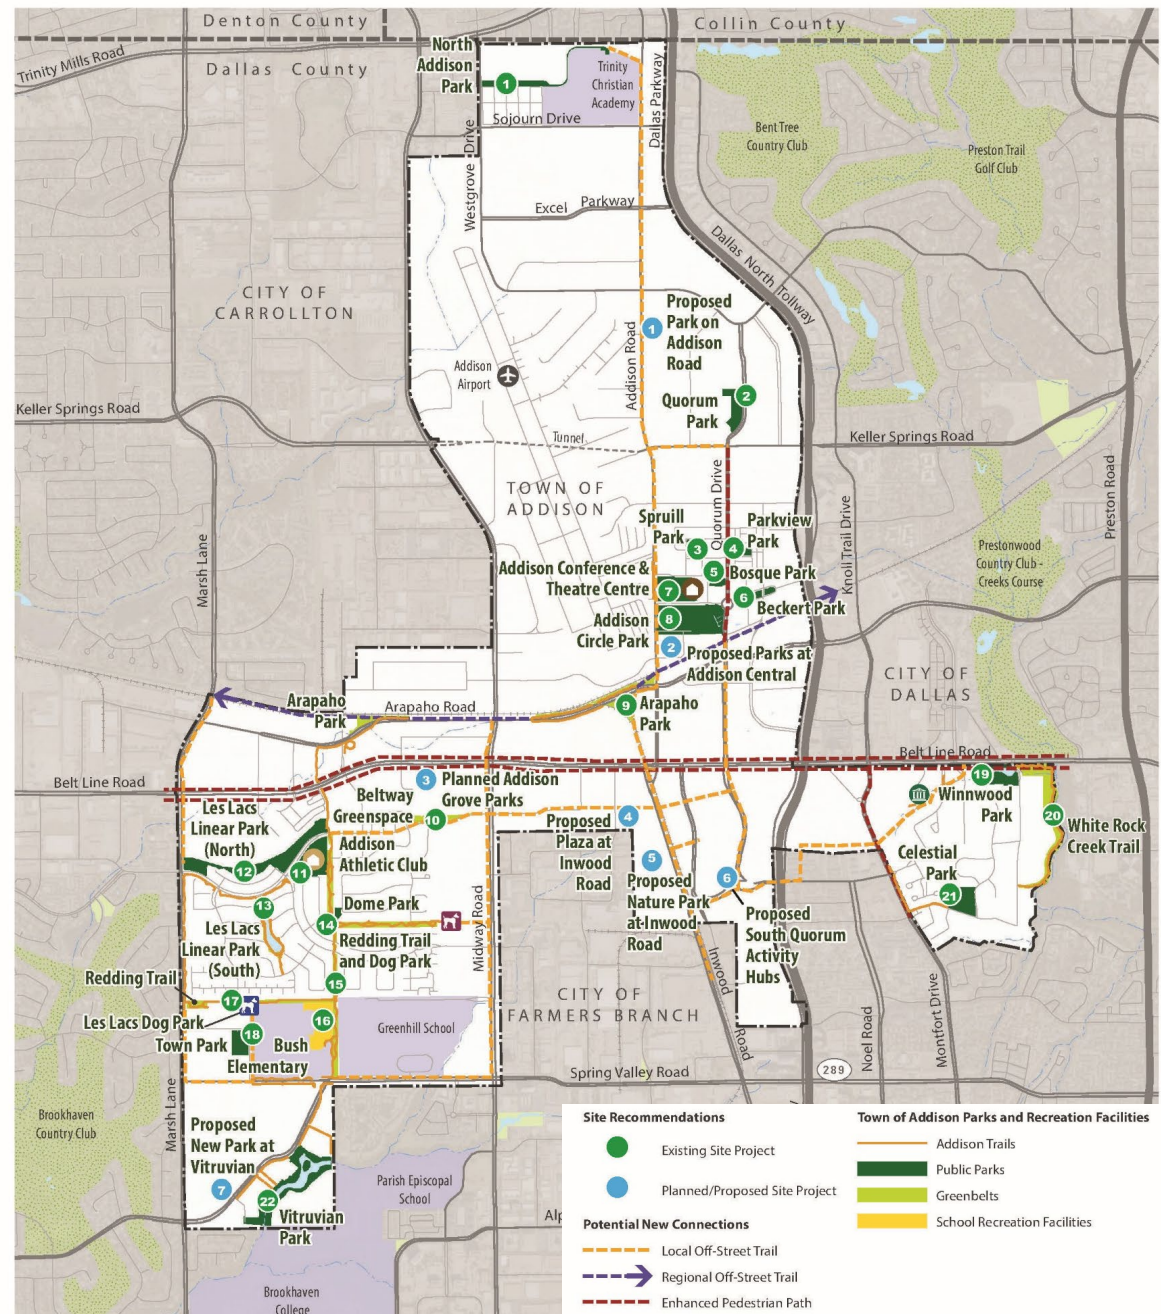 Denton County
Collin County
Trinity Mills Road
Dallas County
North
Addison
Park
1
Trinity
Christian
Academy
Dallas Parkway
Sojourn Drive
Westgrove Drive
Bent Tree
Country Club
Preston Trail
Golf Club
Excel Parkway
Dallas North Tollway
CITY OF
CARROLLTON
Proposed
Park on
Addison
Road
1
Addison Road
Addison
Airport
Quorum
Park
2
Keller Springs Road
Tunnel
Keller Springs Road
Preston Road
TOWN OF
ADDISON
Quorum Drive
Spruill
Park
3
4
Parkview
Park
Knoll Trail Drive
Prestonwood
Country Club -
Creeks Course
Marsh Lane
Addison Conference &
Theatre Centre
7
5
Bosque Park
6
Beckert Park
Addison
Circle Park
8
2
Proposed Parks at
Addison Central
CITY OF
DALLAS
Arapaho
Park
Arapaho Road
9
Arapaho
Park
Belt Line Road
Belt Line Road
3
Planned Addison
Grove Parks
19
Winnwood
Park
20
White Rock
Creek Trail
Les Lacs
Linear Park
(North)
Beltway
Greenspace
10
Proposed
Plaza at
Inwood
Road
4
Addison
Athletic Club
12
11
5
Proposed
Nature Park
at Inwood
Road
6
Celestial
Park
21
13
Dome Park
14
Les Lacs
Linear Park
(South)
Redding Trail
and Dog Park
Midway Road
Proposed
South Quorum
Activity
Hubs
Redding Trail
15
17
Les Lacs Dog Park
Town Park
18
16
Bush
Elementary
Greenhill School
CITY OF
FARMERS BRANCH
Inwood Road
Noel Road
Montfort Drive
Spring Valley Road
289
Brookhaven
Country Club
Marsh Lane
Proposed
New Park at
Vitruvian
7
22
Vitruvian
Park
Parish Episcopal
School
Alp
Brookhaven
College
Site Recommendations
Existing Site Project
Planned/Proposed Site Project
Potential New Connections
Local Off-Street Trail
Regional Off-Street Trail
Enhanced Pedestrian Path
Town of Addison Parks and Recreation Facilities
Addison Trails
Public Parks
Greenbelts
School Recreation Facilities